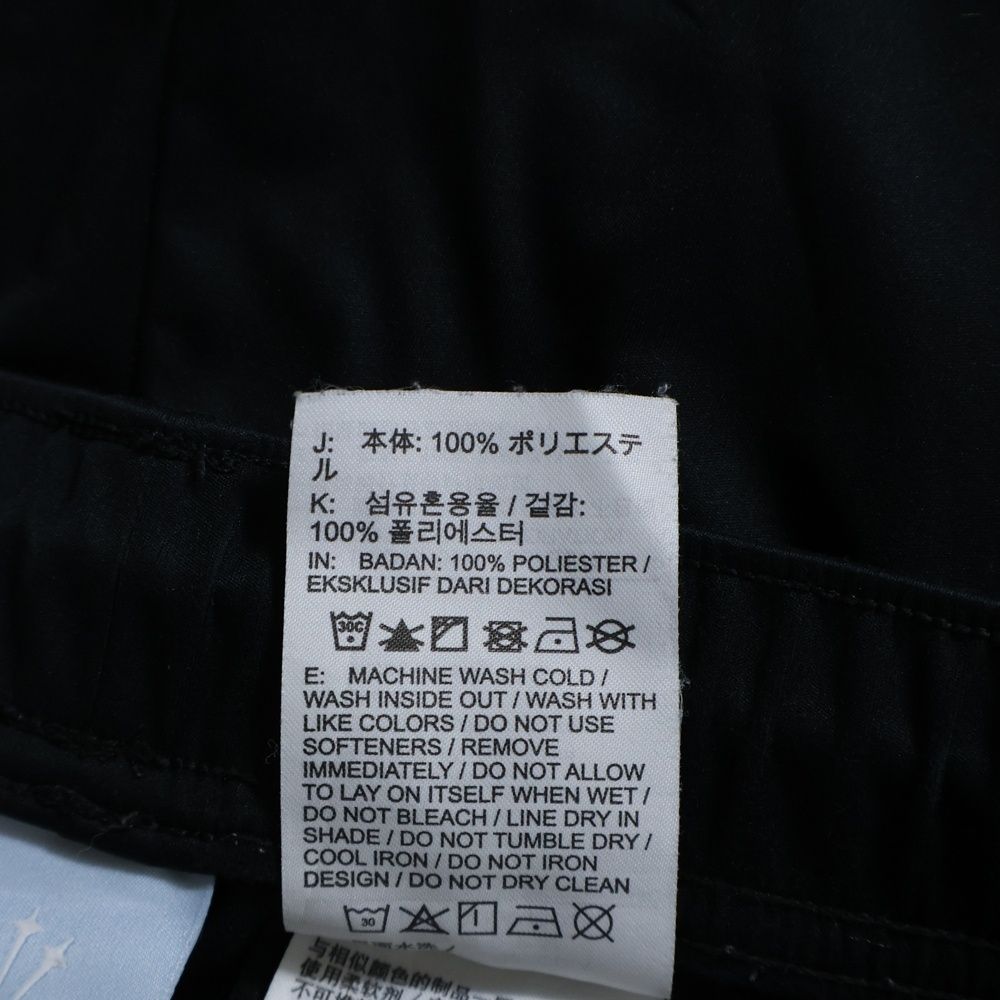 J: 本体: 100% ポリエステ
ル
K: 섬유혼용율 / 겉감:
100% 폴리에스터
IN: BADAN: 100% POLIESTER /
EKSKLUSIF DARI DEKORASI
30C
E: MACHINE WASH COLD /
WASH INSIDE OUT / WASH WITH
LIKE COLORS / DO NOT USE
SOFTENERS / REMOVE
IMMEDIATELY / DO NOT ALLOW
TO LAY ON ITSELF WHEN WET /
DO NOT BLEACH / LINE DRY IN
SHADE / DO NOT TUMBLE DRY /
COOL IRON / DO NOT IRON
DESIGN / DO NOT DRY CLEAN
30
与相似颜色的制品一
使用柔软剂 /